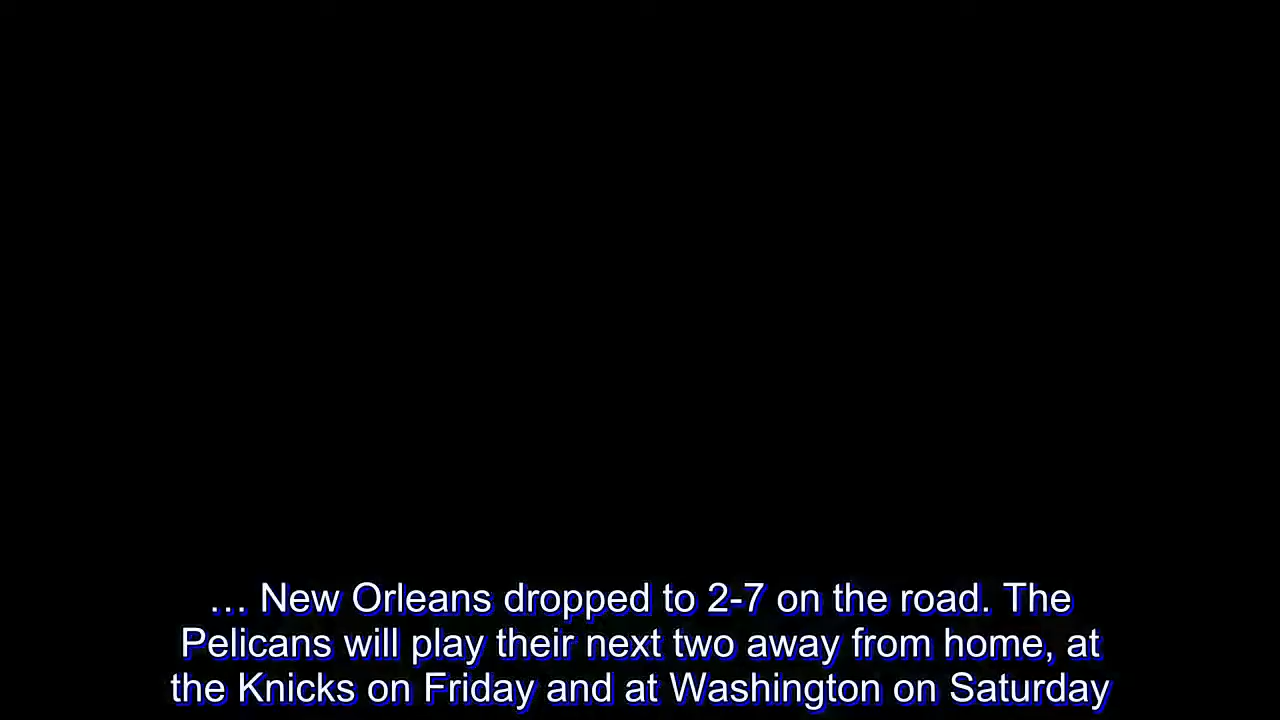 … New Orleans dropped to 2-7 on the road. The
Pelicans will play their next two away from home, at
the Knicks on Friday and at Washington on Saturday